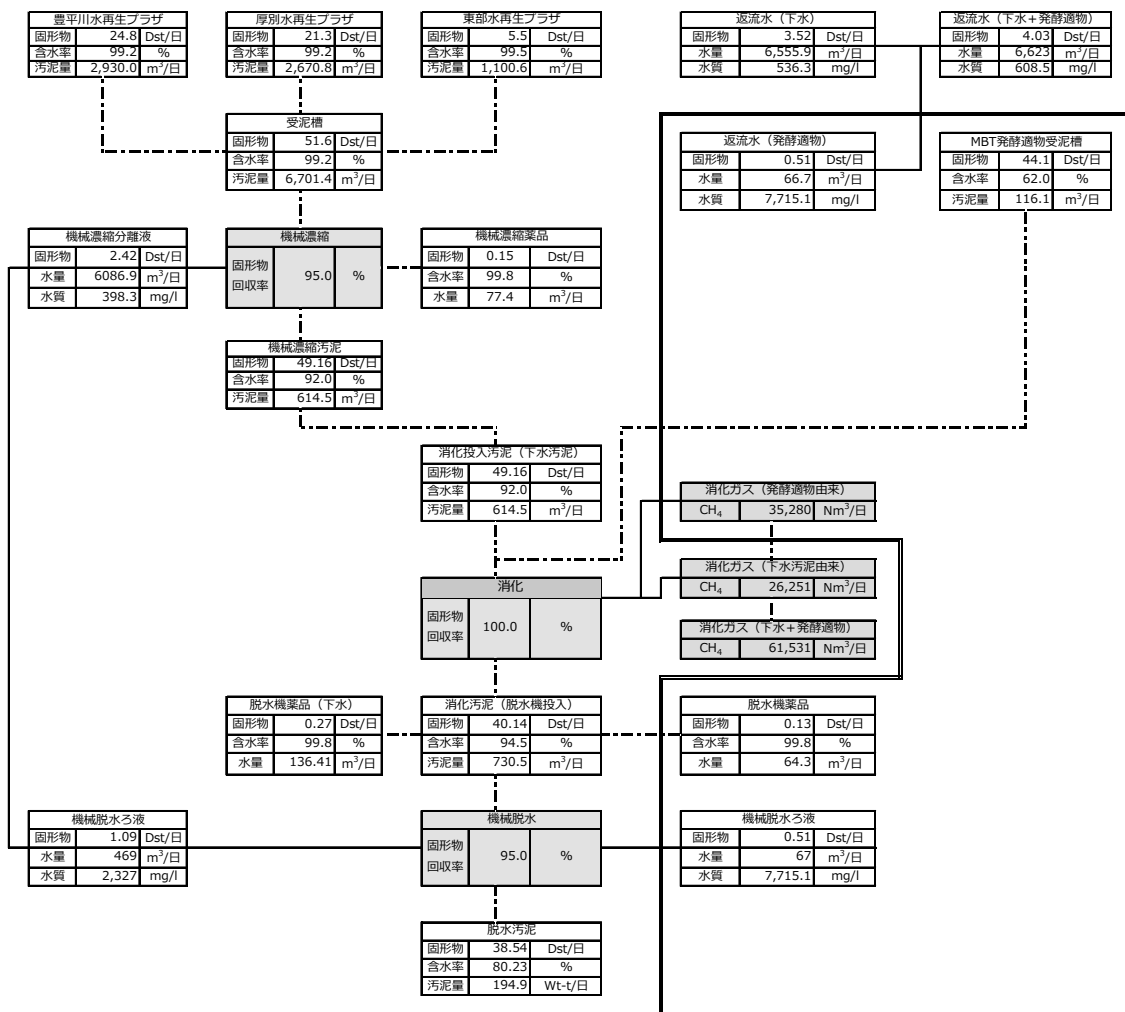 豊平川水再生プラザ
固形物 24.8 Dst/日
含水率 99.2 %
汚泥量 2,930.0 m³/日
厚別水再生プラザ
固形物 21.3 Dst/日
含水率 99.2 %
汚泥量 2,670.8 m³/日
東部水再生プラザ
固形物 5.5 Dst/日
含水率 99.5 %
汚泥量 1,100.6 m³/日
返流水（下水）
固形物 3.52 Dst/日
水量 6,555.9 m³/日
水質 536.3 mg/l
返流水（下水＋発酵適物）
固形物 4.03 Dst/日
水量 6,623 m³/日
水質 608.5 mg/l
受泥槽
固形物 51.6 Dst/日
含水率 99.2 %
汚泥量 6,701.4 m³/日
返流水（発酵適物）
固形物 0.51 Dst/日
水量 66.7 m³/日
水質 7,715.1 mg/l
MBT発酵適物受泥槽
固形物 44.1 Dst/日
含水率 62.0 %
汚泥量 116.1 m³/日
機械濃縮分離液
固形物 2.42 Dst/日
水量 6086.9 m³/日
水質 398.3 mg/l
機械濃縮
固形物
回収率 95.0 %
機械濃縮薬品
固形物 0.15 Dst/日
含水率 99.8 %
水量 77.4 m³/日
機械濃縮汚泥
固形物 49.16 Dst/日
含水率 92.0 %
汚泥量 614.5 m³/日
消化投入汚泥（下水汚泥）
固形物 49.16 Dst/日
含水率 92.0 %
汚泥量 614.5 m³/日
消化ガス（発酵適物由来）
CH₄ 35,280 Nm³/日
消化
固形物
回収率 100.0 %
消化ガス（下水汚泥由来）
CH₄ 26,251 Nm³/日
消化ガス（下水＋発酵適物）
CH₄ 61,531 Nm³/日
脱水機薬品（下水）
固形物 0.27 Dst/日
含水率 99.8 %
水量 136.41 m³/日
消化汚泥（脱水機投入）
固形物 40.14 Dst/日
含水率 94.5 %
汚泥量 730.5 m³/日
脱水機薬品
固形物 0.13 Dst/日
含水率 99.8 %
水量 64.3 m³/日
機械脱水ろ液
固形物 1.09 Dst/日
水量 469 m³/日
水質 2,327 mg/l
機械脱水
固形物
回収率 95.0 %
機械脱水ろ液
固形物 0.51 Dst/日
水量 67 m³/日
水質 7,715.1 mg/l
脱水汚泥
固形物 38.54 Dst/日
含水率 80.23 %
汚泥量 194.9 Wt-t/日